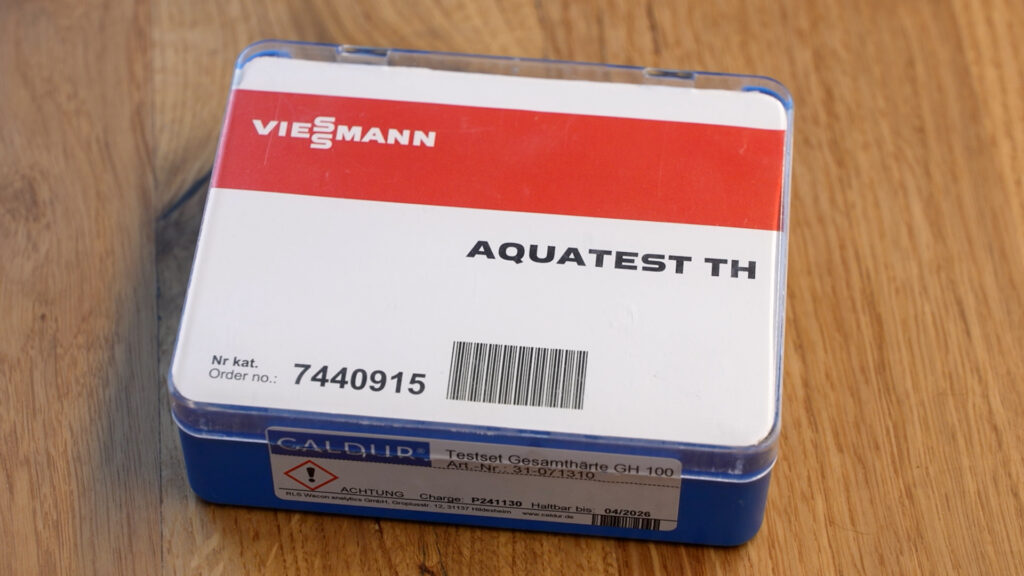 VIESSMANN
AQUATEST TH
Nr kat.
Order no.: 7440915
CALDUR® Testset Gesamthärte GH 100
Art.-Nr.: 31-071310
ACHTUNG Charge: P241130 Haltbar bis: 04/2026
RLS Wacon analytics GmbH, Gropiusstr. 12, 31137 Hildesheim www.caldur.de